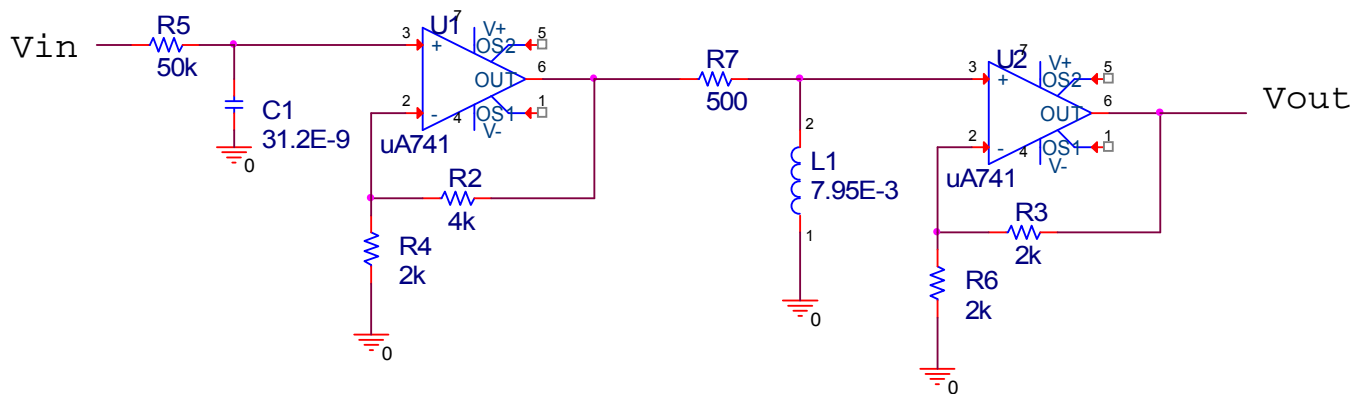 Vin
R5
50k
C1
31.2E-9
0
3
2
+
-
U1
7
V+
OS2
5
OUT
6
OS1
1
4
V-
uA741
R2
4k
R4
2k
0
R7
500
2
L1
7.95E-3
1
0
3
2
+
-
U2
7
V+
OS2
5
OUT
6
OS1
1
4
V-
uA741
R3
2k
R6
2k
0
Vout